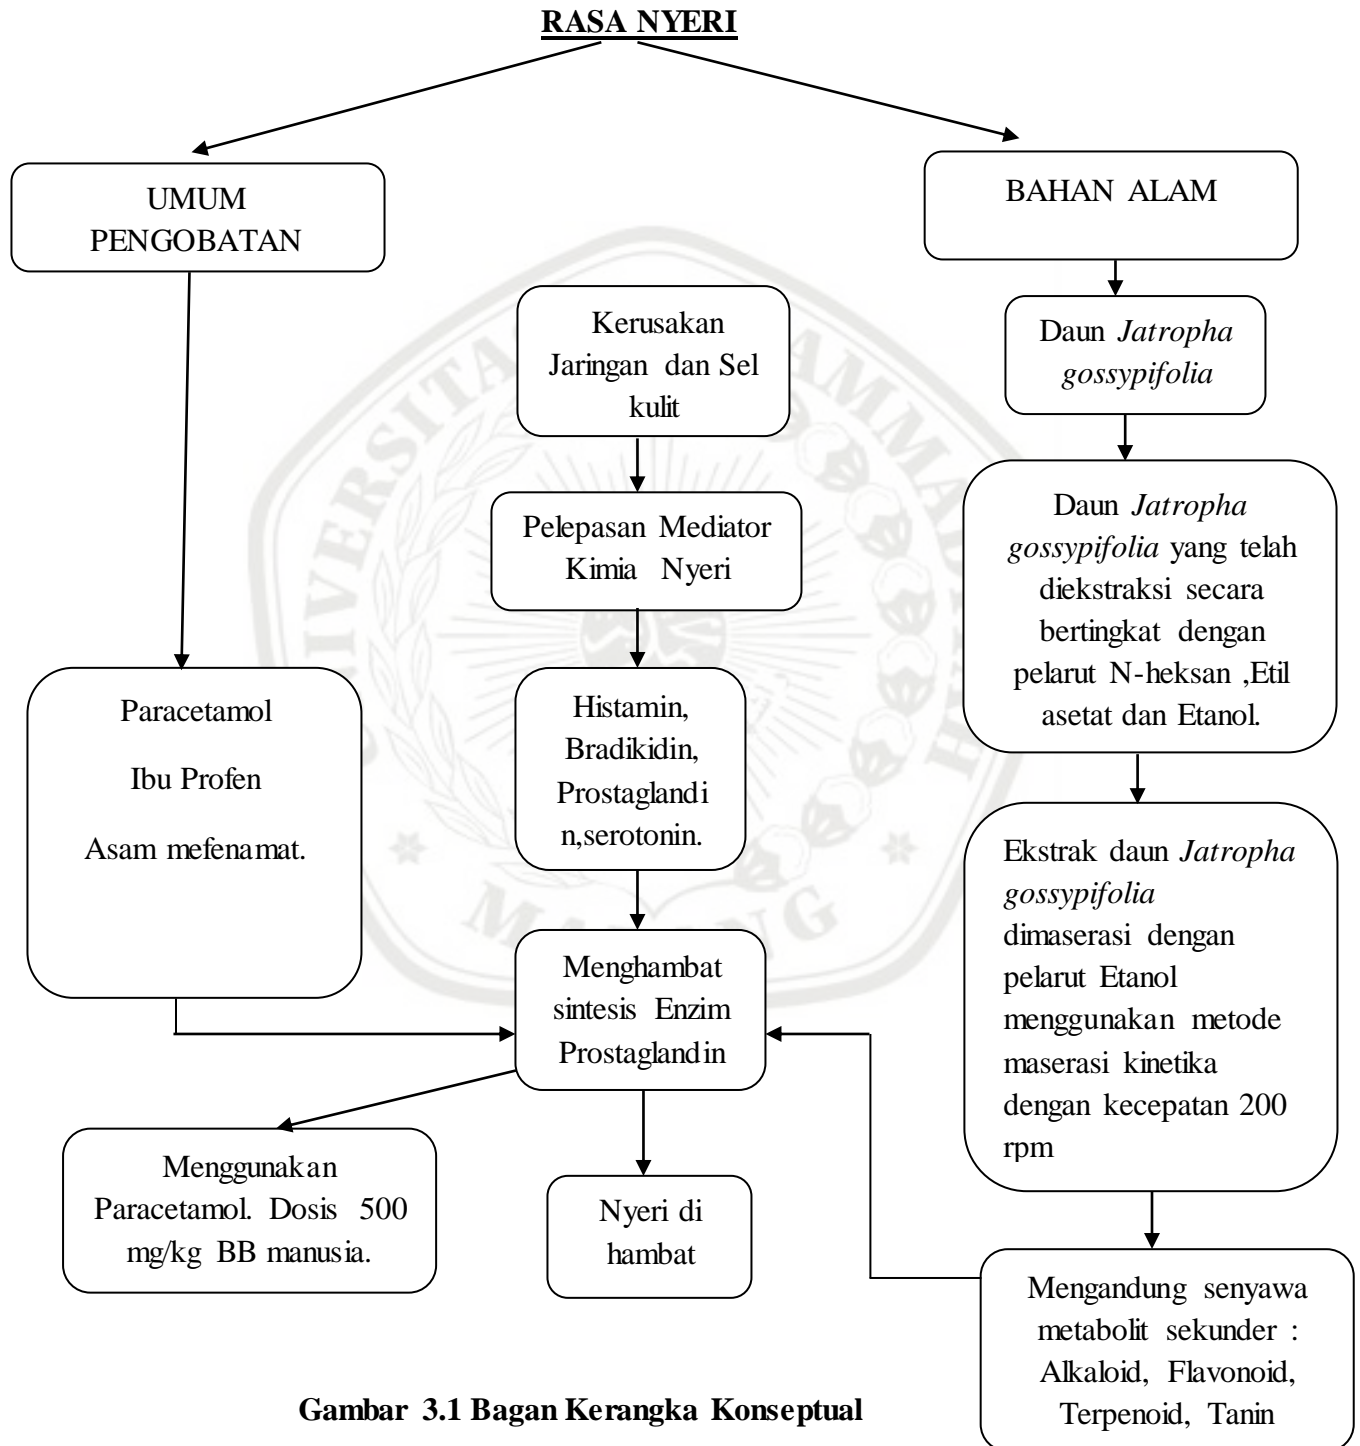 RASA NYERI
UMUM
PENGOBATAN
BAHAN ALAM
Kerusakan
Jaringan dan Sel
kulit
Daun Jatropha
gossypifolia
Pelepasan Mediator
Kimia Nyeri
Daun Jatropha
gossypifolia yang telah
diekstraksi secara
bertingkat dengan
pelarut N-heksan ,Etil
asetat dan Etanol.
Paracetamol
Ibu Profen
Asam mefenamat.
Histamin,
Bradikidin,
Prostaglandi
n,serotonin.
Ekstrak daun Jatropha
gossypifolia
dimaserasi dengan
pelarut Etanol
menggunakan metode
maserasi kinetika
dengan kecepatan 200
rpm
Menghambat
sintesis Enzim
Prostaglandin
Menggunakan
Paracetamol. Dosis 500
mg/kg BB manusia.
Nyeri di
hambat
Mengandung senyawa
metabolit sekunder :
Alkaloid, Flavonoid,
Terpenoid, Tanin
Gambar 3.1 Bagan Kerangka Konseptual